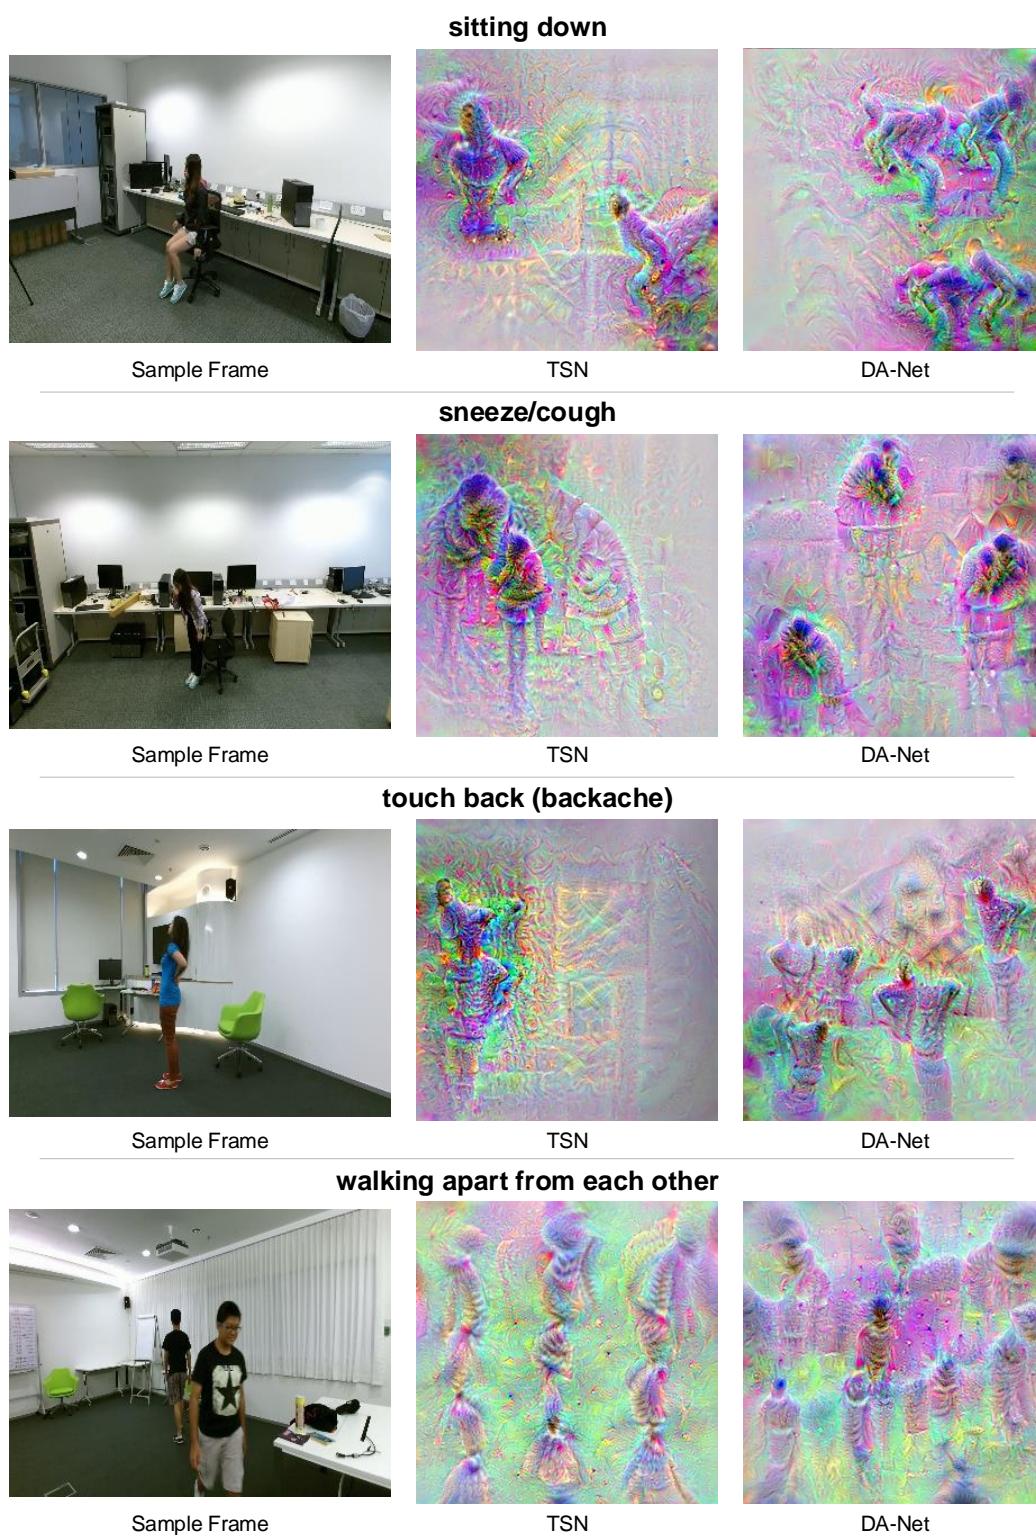 sitting down
Sample Frame TSN DA-Net
sneeze/cough
Sample Frame TSN DA-Net
touch back (backache)
Sample Frame TSN DA-Net
walking apart from each other
Sample Frame TSN DA-Net